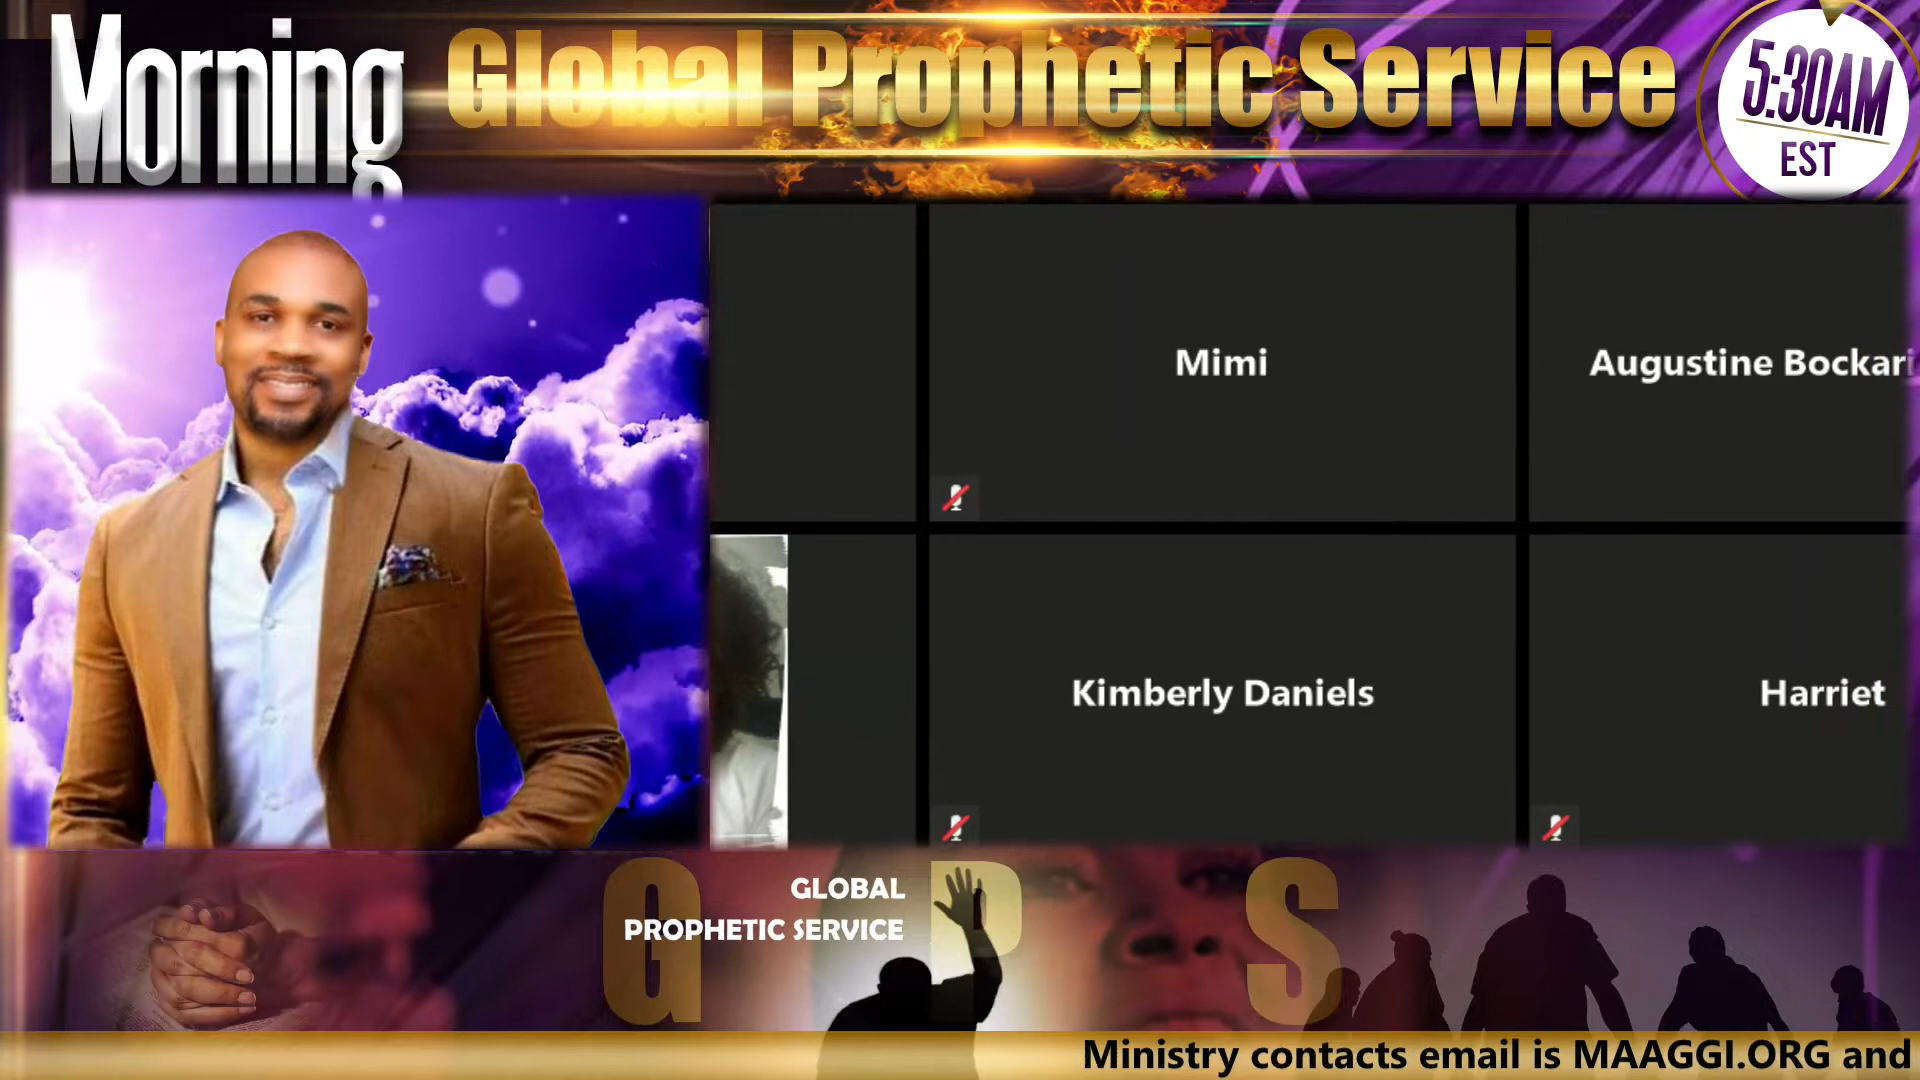 Morning
Global Prophetic Service
5:30AM
EST
Mimi
Augustine Bockari
Kimberly Daniels
Harriet
GLOBAL
PROPHETIC SERVICE
G P S
Ministry contacts email is MAAGGI.ORG and